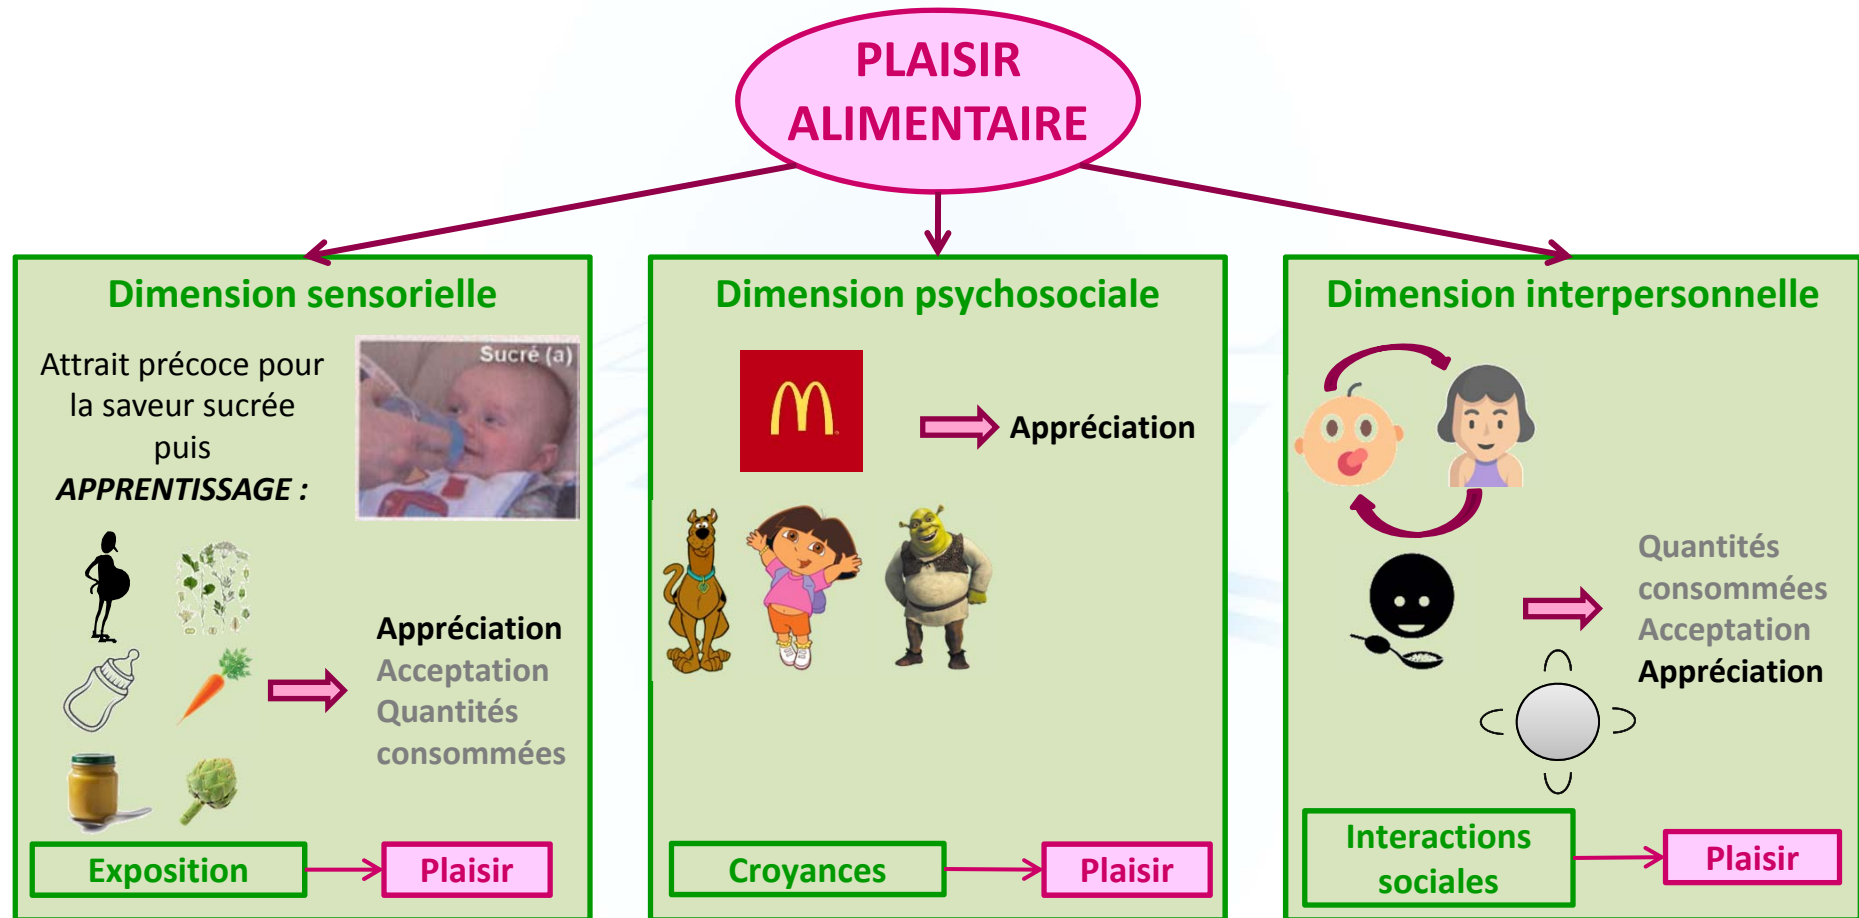 PLAISIR
ALIMENTAIRE
Dimension sensorielle
Attrait précoce pour
la saveur sucrée
puis
APPRENTISSAGE :
Sucré (a)
Appréciation
Acceptation
Quantités
consommées
Exposition
Plaisir
Dimension psychosociale
Appréciation
Croyances
Plaisir
Dimension interpersonnelle
Quantités
consommées
Acceptation
Appréciation
Interactions
sociales
Plaisir